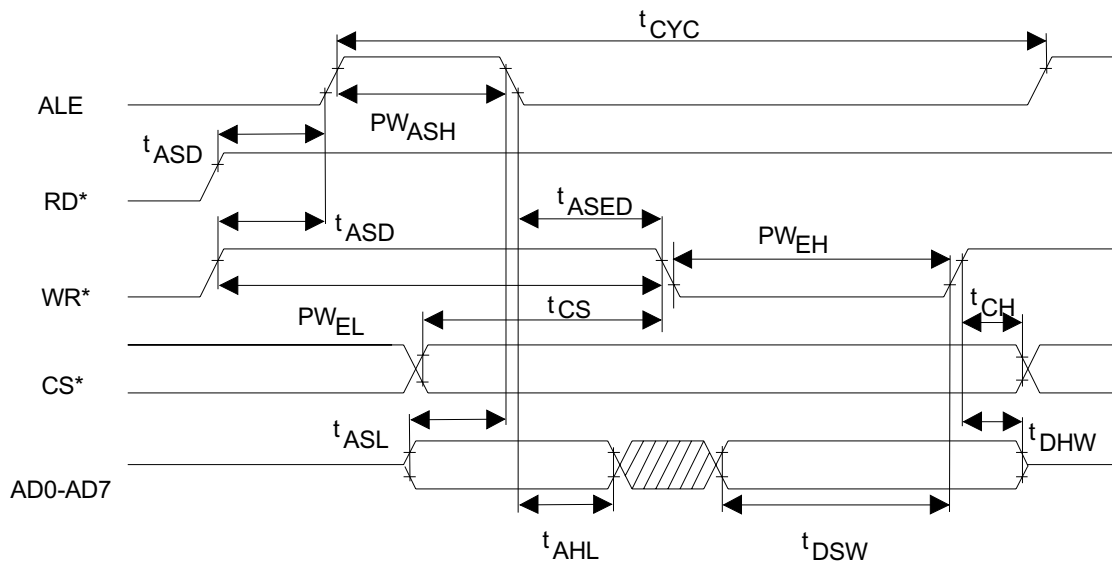 tCYC
ALE
PWASH
tASD
RD*
tASED
tASD
PWEH
WR*
tCS
tCH
PWEL
CS*
tASL
tDHW
AD0-AD7
tAHL
tDSW